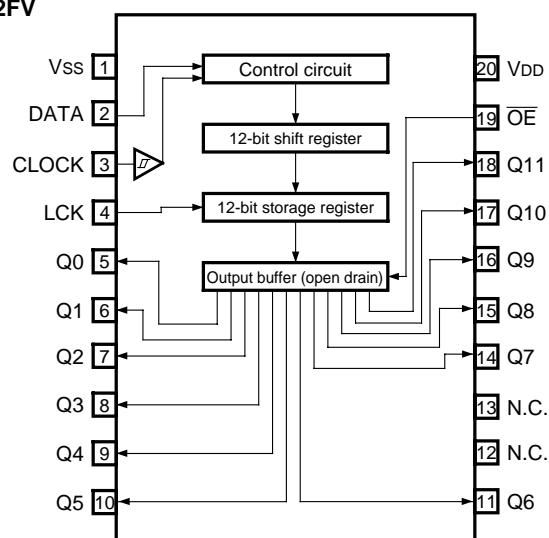 2FV
Vss 1
DATA 2
CLOCK 3
LCK 4
Q0 5
Q1 6
Q2 7
Q3 8
Q4 9
Q5 10
Control circuit
12-bit shift register
12-bit storage register
Output buffer (open drain)
20 VDD
19 O̅E̅
18 Q11
17 Q10
16 Q9
15 Q8
14 Q7
13 N.C.
12 N.C.
11 Q6